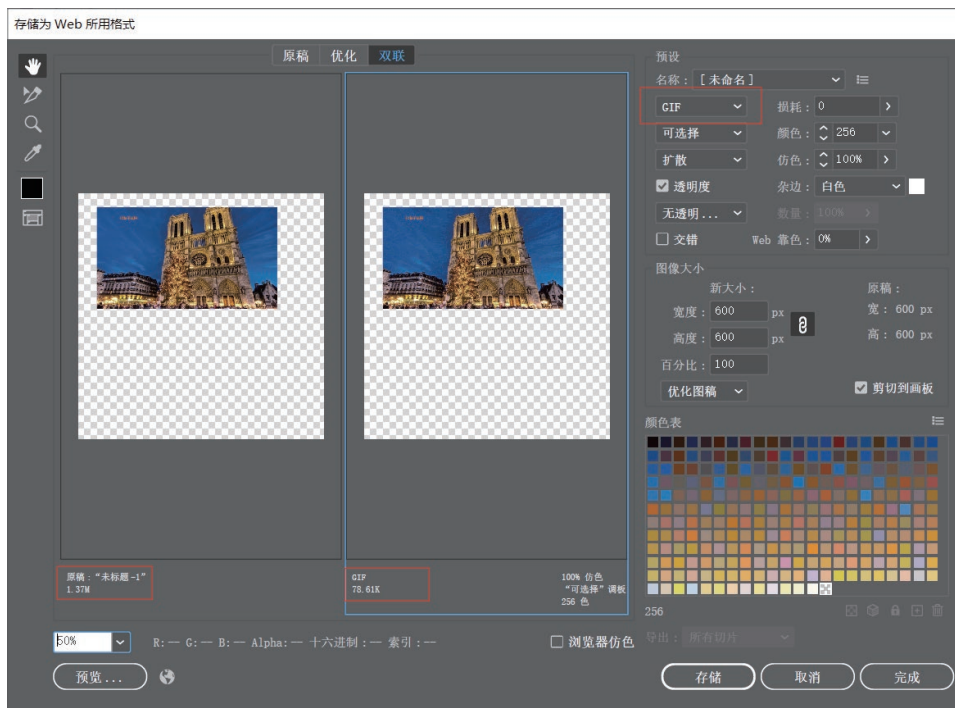 存储为 Web 所用格式
原稿 优化 双联
预设
名称： [未命名]
GIF 损耗： 0
可选择 颜色： 256
扩散 仿色： 100%
透明度 杂边： 白色
无透明... 数量： 100%
交错 Web 靠色： 0%
图像大小
新大小： 原稿：
宽度： 600 px 宽： 600 px
高度： 600 px 高： 600 px
百分比： 100
优化图稿 剪切到画板
颜色表
原稿："未标题-1"
1.37M
GIF
78.61K
100% 仿色
"可选择"调板
256 色
256
50% R: -- G: -- B: -- Alpha: -- 十六进制： -- 索引： -- 浏览器仿色
导出： 所有切片
预览... 存储 取消 完成